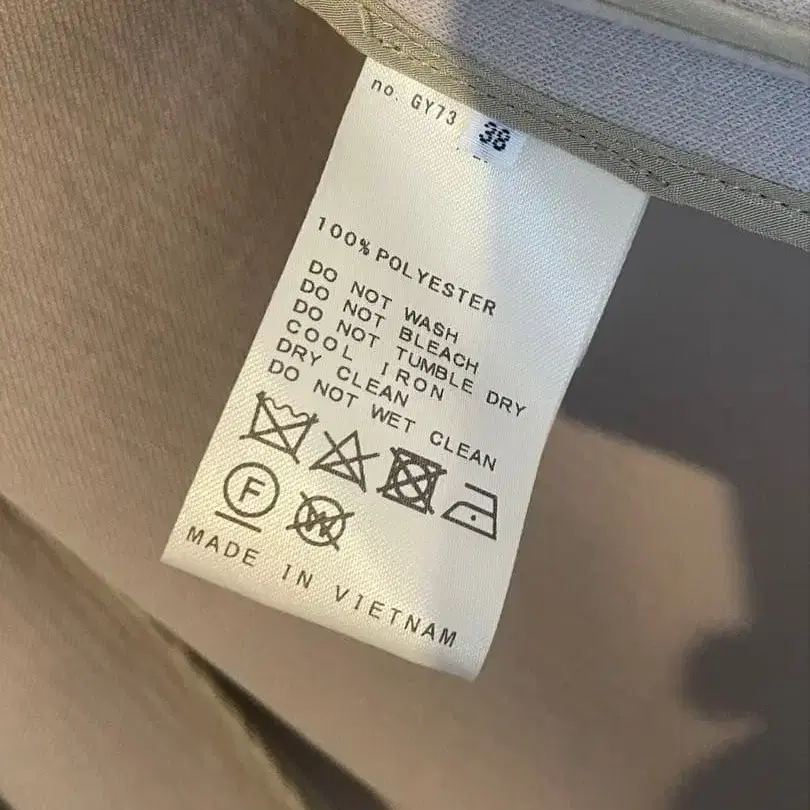 no. GY73
38
100% POLYESTER
DO NOT WASH
DO NOT BLEACH
DO NOT TUMBLE DRY
COOL IRON
DRY CLEAN
DO NOT WET CLEAN
F
W
MADE IN VIETNAM